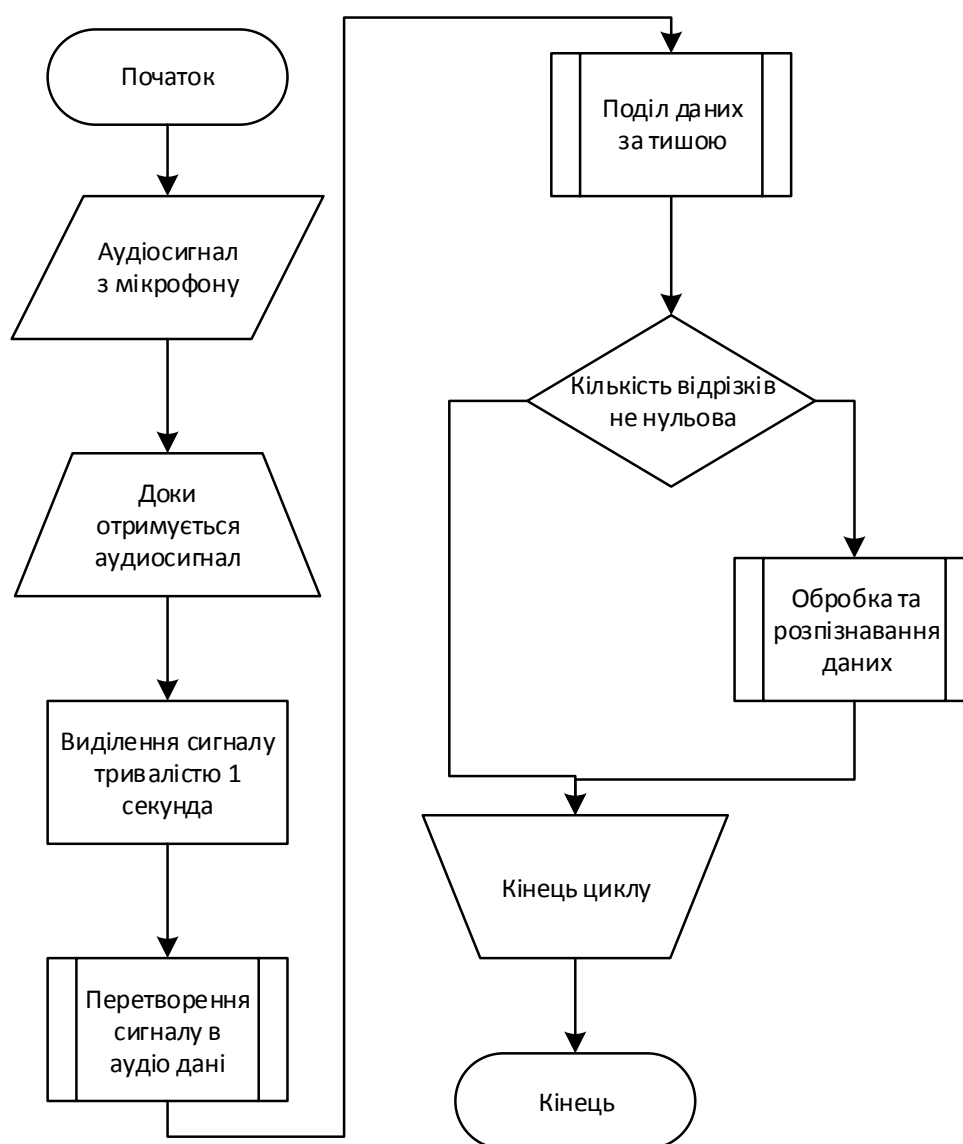 Початок
Аудіосигнал
з мікрофону
Доки
отримується
аудиосигнал
Виділення сигналу
тривалістю 1
секунда
Перетворення
сигналу в
аудіо дані
Поділ даних
за тишою
Кількість відрізків
не нульова
Обробка та
розпізнавання
даних
Кінець циклу
Кінець